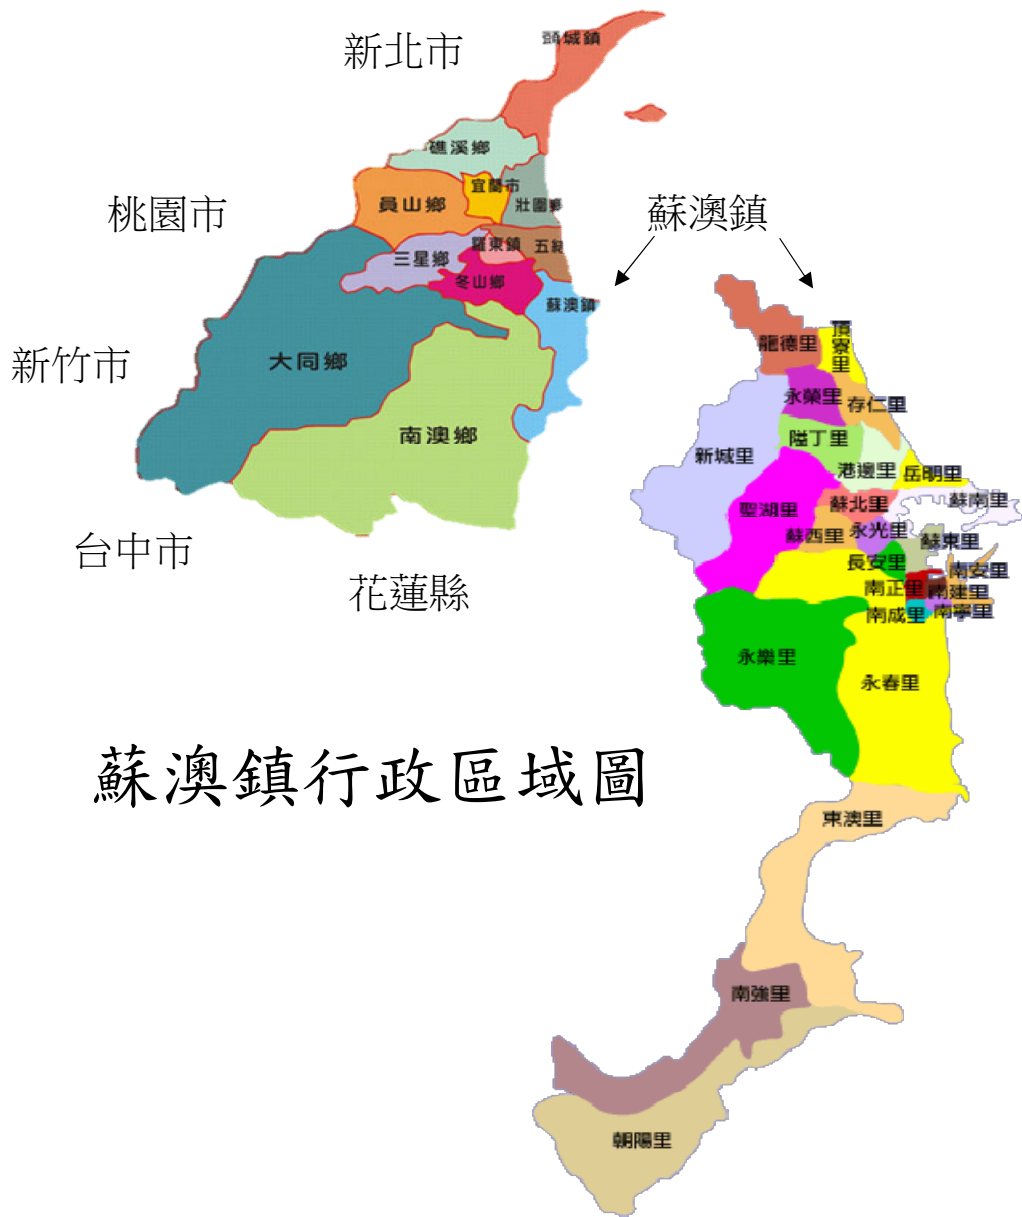 新北市
頭城鎮
礁溪鄉
宜蘭市
桃園市
員山鄉
壯圍鄉
蘇澳鎮
羅東鎮
五結
三星鄉
冬山鄉
蘇澳鎮
新竹市
大同鄉
南澳鄉
台中市
花蓮縣
龍德里
頂寮里
永榮里
存仁里
隘丁里
新城里
港邊里
岳明里
聖湖里
蘇北里
蘇南里
蘇西里
永光里
蘇東里
長安里
南安里
南正里
南建里
南成里
南寧里
永樂里
永春里
蘇澳鎮行政區域圖
東澳里
南強里
朝陽里